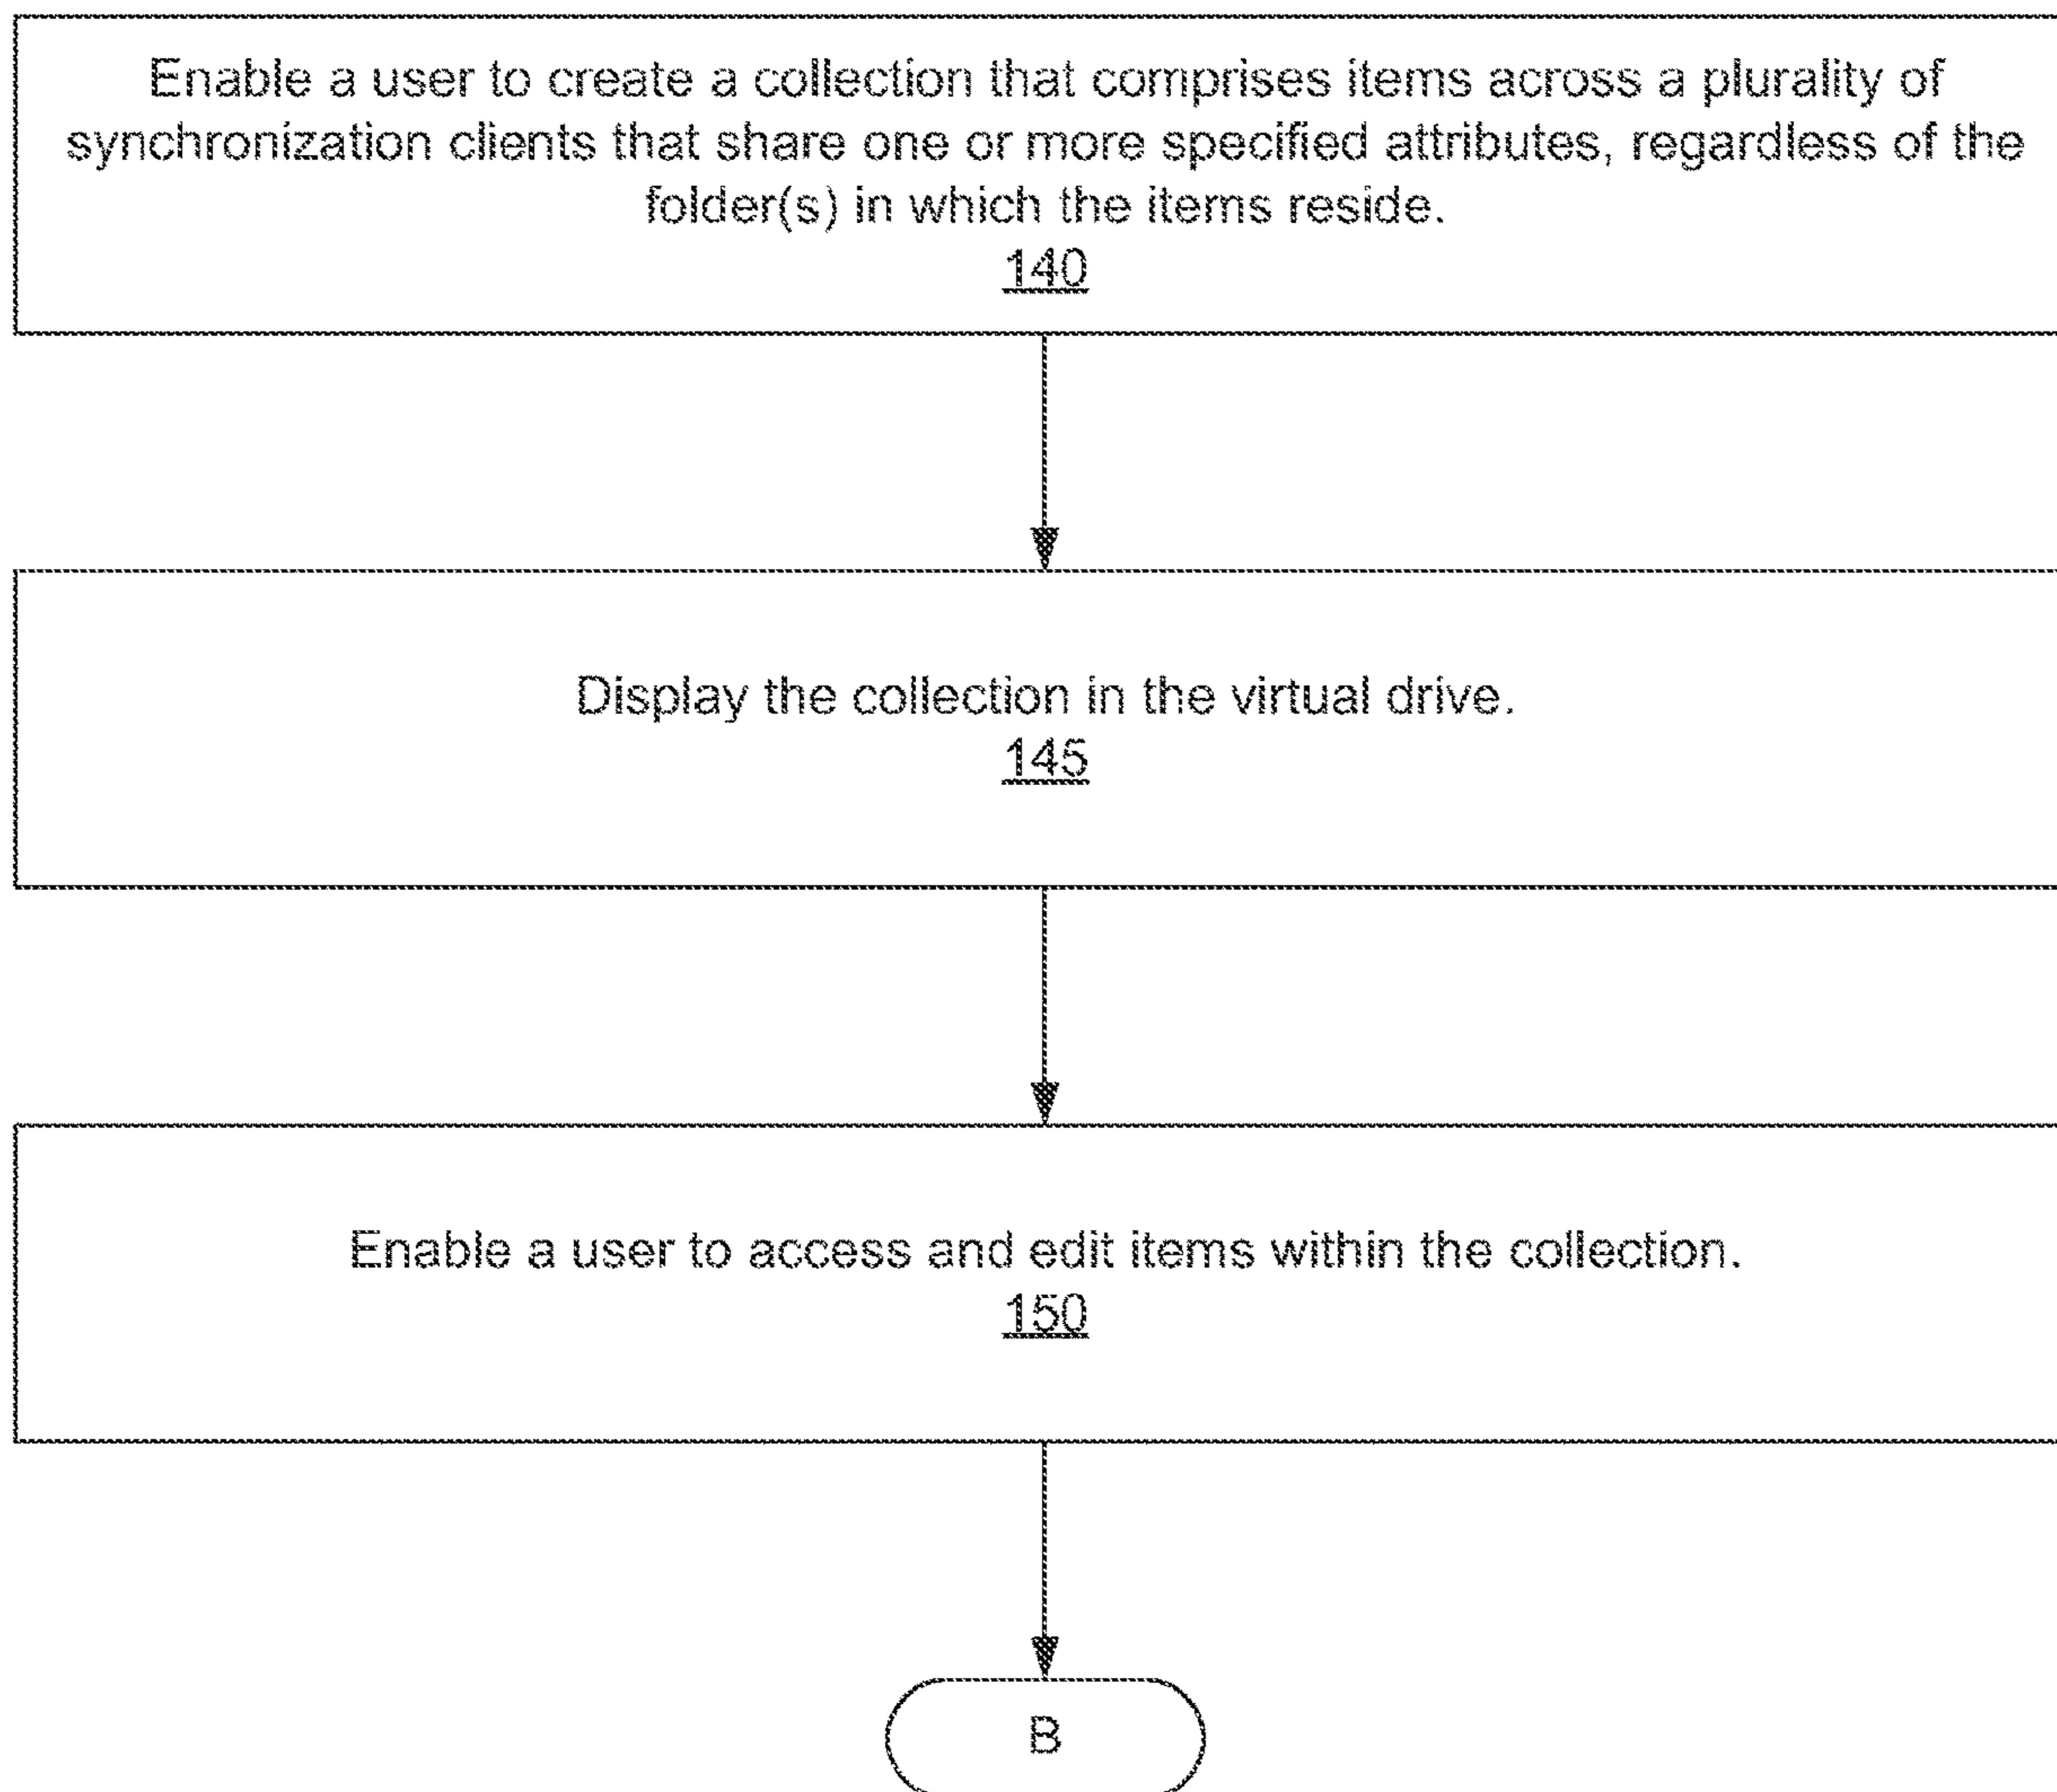 Enable a user to create a collection that comprises items across a plurality of
synchronization clients that share one or more specified attributes, regardless of the
folder(s) in which the items reside.
140
Display the collection in the virtual drive.
145
Enable a user to access and edit items within the collection.
150
B